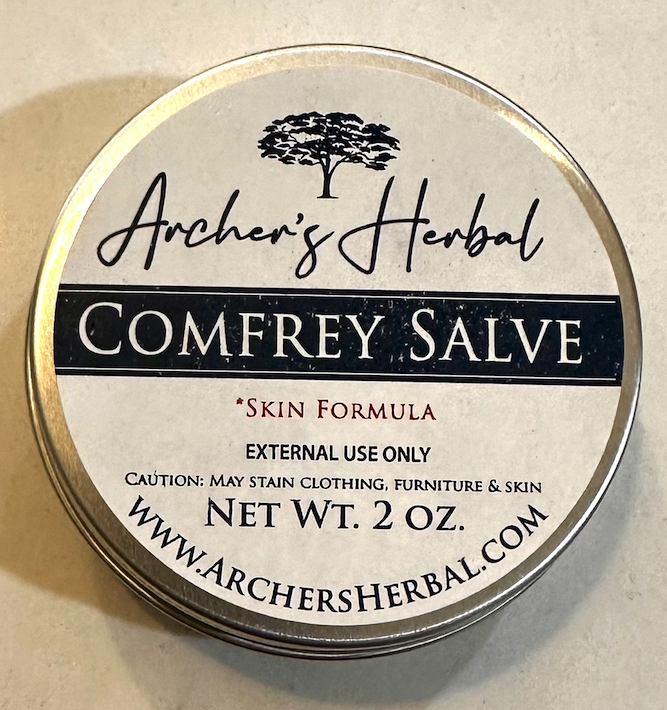 Archer's Herbal
COMFREY SALVE
*SKIN FORMULA
EXTERNAL USE ONLY
CAUTION: MAY STAIN CLOTHING, FURNITURE & SKIN
NET WT. 2 OZ.
WWW.ARCHERSHERBAL.COM